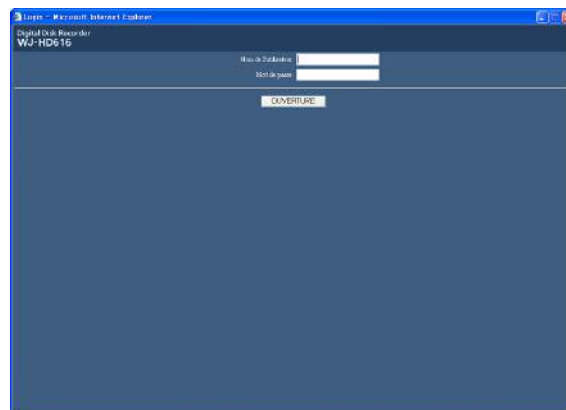 Login - Microsoft Internet Explorer
Digital Disk Recorder
WJ-HD616
Nom de l'utilisateur
Mot de passe
OUVERTURE